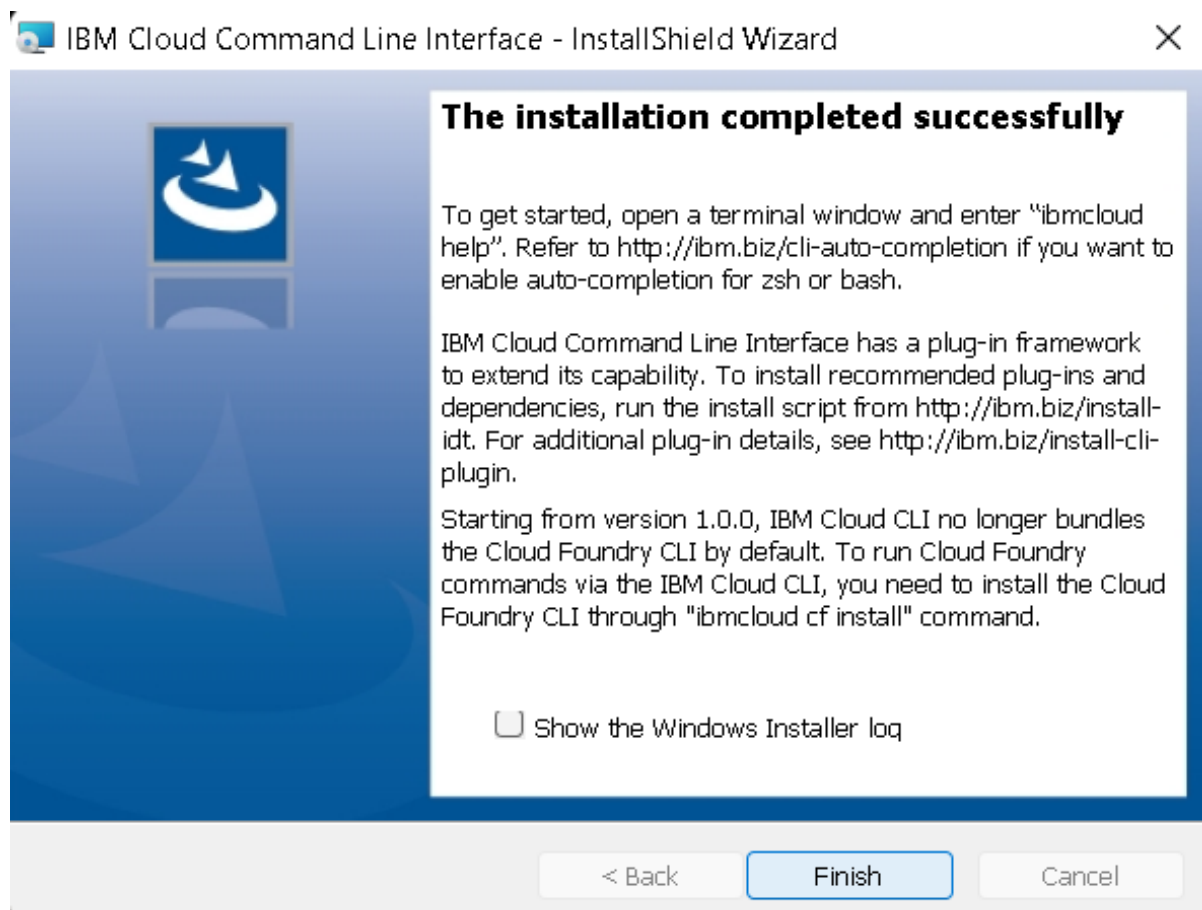 IBM Cloud Command Line Interface - InstallShield Wizard
The installation completed successfully
To get started, open a terminal window and enter “ibmcloud
help”. Refer to http://ibm.biz/cli-auto-completion if you want to
enable auto-completion for zsh or bash.
IBM Cloud Command Line Interface has a plug-in framework
to extend its capability. To install recommended plug-ins and
dependencies, run the install script from http://ibm.biz/install-
idt. For additional plug-in details, see http://ibm.biz/install-cli-
plugin.
Starting from version 1.0.0, IBM Cloud CLI no longer bundles
the Cloud Foundry CLI by default. To run Cloud Foundry
commands via the IBM Cloud CLI, you need to install the Cloud
Foundry CLI through "ibmcloud cf install" command.
Show the Windows Installer log
< Back
Finish
Cancel